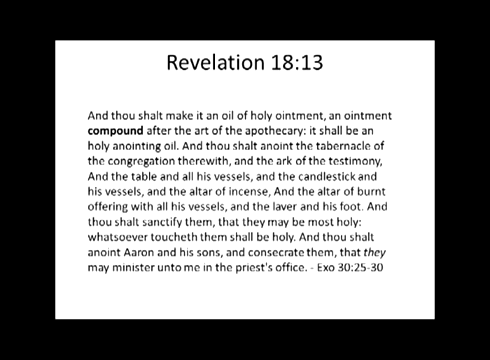 Revelation 18:13
And thou shalt make it an oil of holy ointment, an ointment
compound after the art of the apothecary: it shall be an
holy anointing oil. And thou shalt anoint the tabernacle of
the congregation therewith, and the ark of the testimony,
And the table and all his vessels, and the candlestick and
his vessels, and the altar of incense, And the altar of burnt
offering with all his vessels, and the laver and his foot. And
thou shalt sanctify them, that they may be most holy:
whatsoever toucheth them shall be holy. And thou shalt
anoint Aaron and his sons, and consecrate them, that they
may minister unto me in the priest's office. - Exo 30:25-30